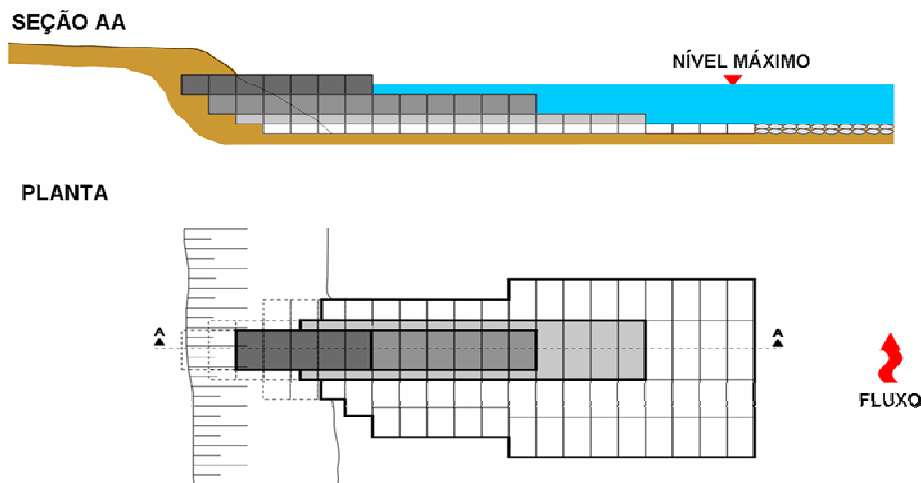 SEÇÃO AA
NÍVEL MÁXIMO
PLANTA
A
A
FLUXO